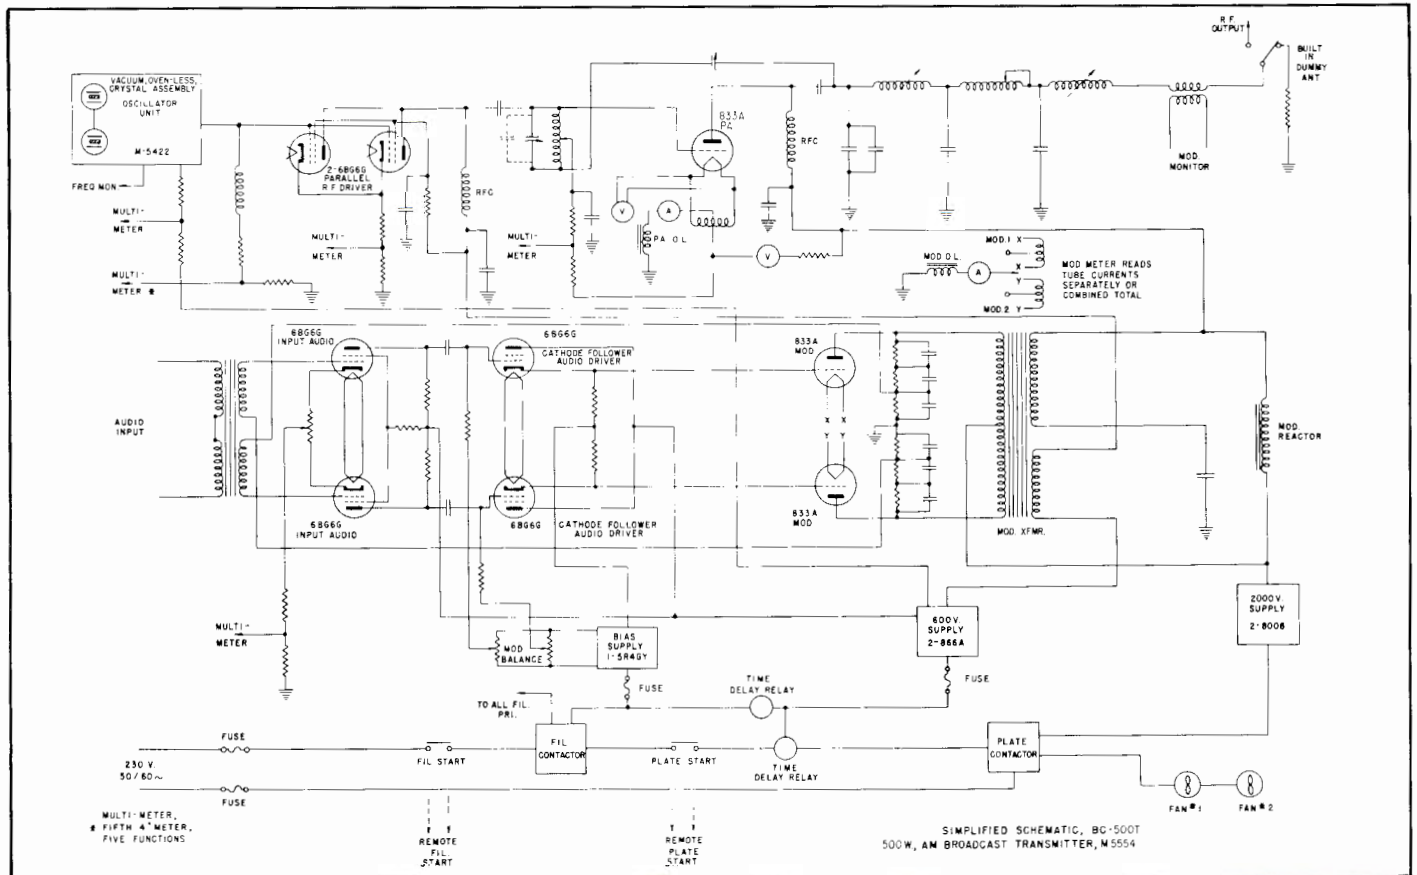 R.F.
OUTPUT
BUILT
IN
DUMMY
ANT
VACUUM, OVEN-LESS,
CRYSTAL ASSEMBLY
OSCILLATOR
UNIT
M-5422
FREQ MON
MULTI-
METER
MULTI-
METER *
2-6BG6G
PARALLEL
R F DRIVER
MULTI-
METER
RFC
MULTI-
METER
833A
PA
V
A
PA O L
RFC
V
MOD.
MONITOR
MOD O L.
A
MOD.1 X
X
Y
MOD.2 Y
MOD METER READS
TUBE CURRENTS
SEPARATELY OR
COMBINED TOTAL
6BG6G
INPUT AUDIO
6BG6G
CATHODE FOLLOWER
AUDIO DRIVER
833A
MOD
AUDIO
INPUT
X X
Y Y
MOD.
REACTOR
6BG6G
INPUT AUDIO
6BG6G
CATHODE FOLLOWER
AUDIO DRIVER
833A
MOD
MOD. XFMR.
MULTI-
METER
MOD
BALANCE
BIAS
SUPPLY
1-5R4GY
600V.
SUPPLY
2-866A
2000V.
SUPPLY
2-8008
FUSE
FUSE
TIME
DELAY RELAY
TO ALL FIL.
PRI.
FUSE
230 V.
50/60~
FUSE
FIL START
FIL
CONTACTOR
PLATE START
TIME
DELAY RELAY
PLATE
CONTACTOR
FAN #1
FAN #2
MULTI-METER,
* FIFTH 4" METER,
FIVE FUNCTIONS
REMOTE
FIL.
START
REMOTE
PLATE
START
SIMPLIFIED SCHEMATIC, BC-500T
500W, AM BROADCAST TRANSMITTER, M5554